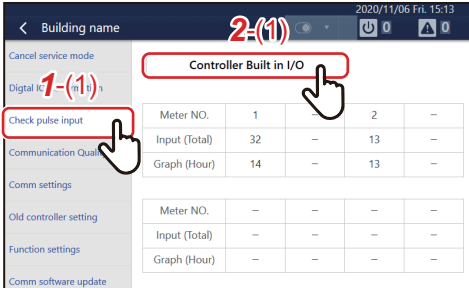 2020/11/06 Fri. 15:13
Building name
2-(1)
0
0
Cancel service mode
Controller Built in I/O
1-(1)
Check pulse input
Meter NO. 1 – 2 –
Input (Total) 32 – 13 –
Communication
Graph (Hour) 14 – 13 –
Comm settings
Old controller setting
Meter NO. – – – –
Input (Total) – – – –
Function settings
Graph (Hour) – – – –
Comm software update